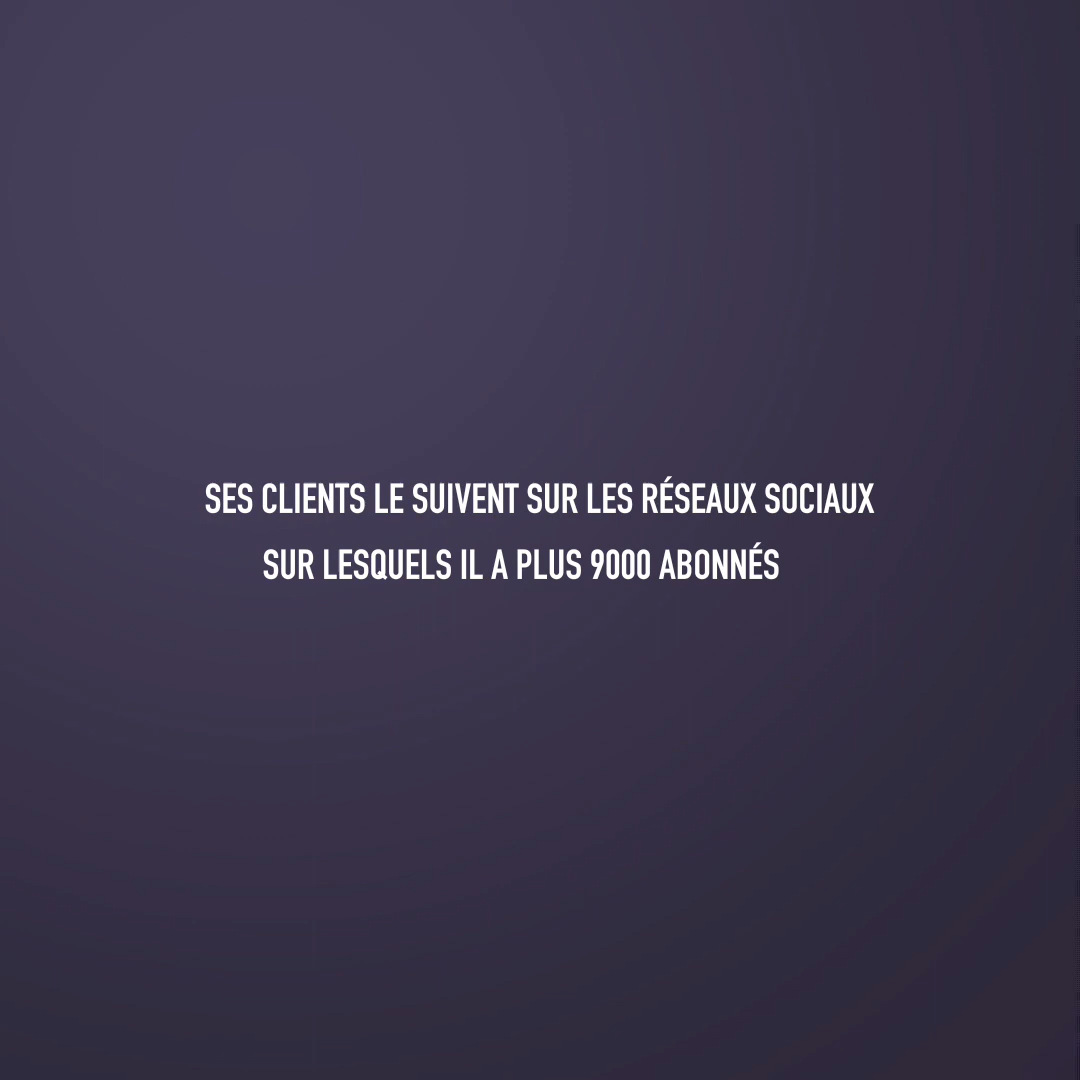 SES CLIENTS LE SUIVENT SUR LES RÉSEAUX SOCIAUX
SUR LESQUELS IL A PLUS 9000 ABONNÉS